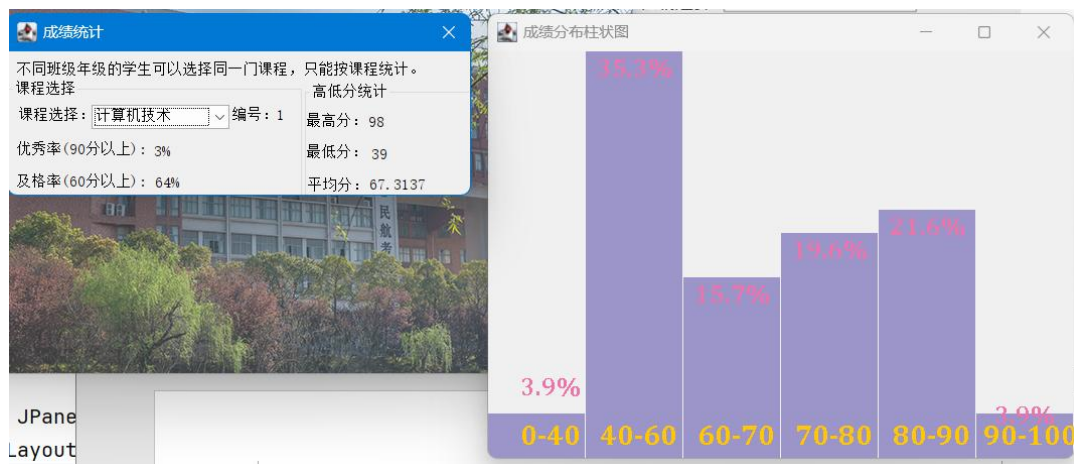 成绩统计
不同班级年级的学生可以选择同一门课程，只能按课程统计。
课程选择
课程选择：计算机技术 编号：1
优秀率(90分以上)：3%
及格率(60分以上)：64%
高低分统计
最高分：98
最低分：39
平均分：67.3137
民航
JPane
Layout
成绩分布柱状图
35.3%
21.6%
19.6%
15.7%
3.9%
3.9%
0-40 40-60 60-70 70-80 80-90 90-100